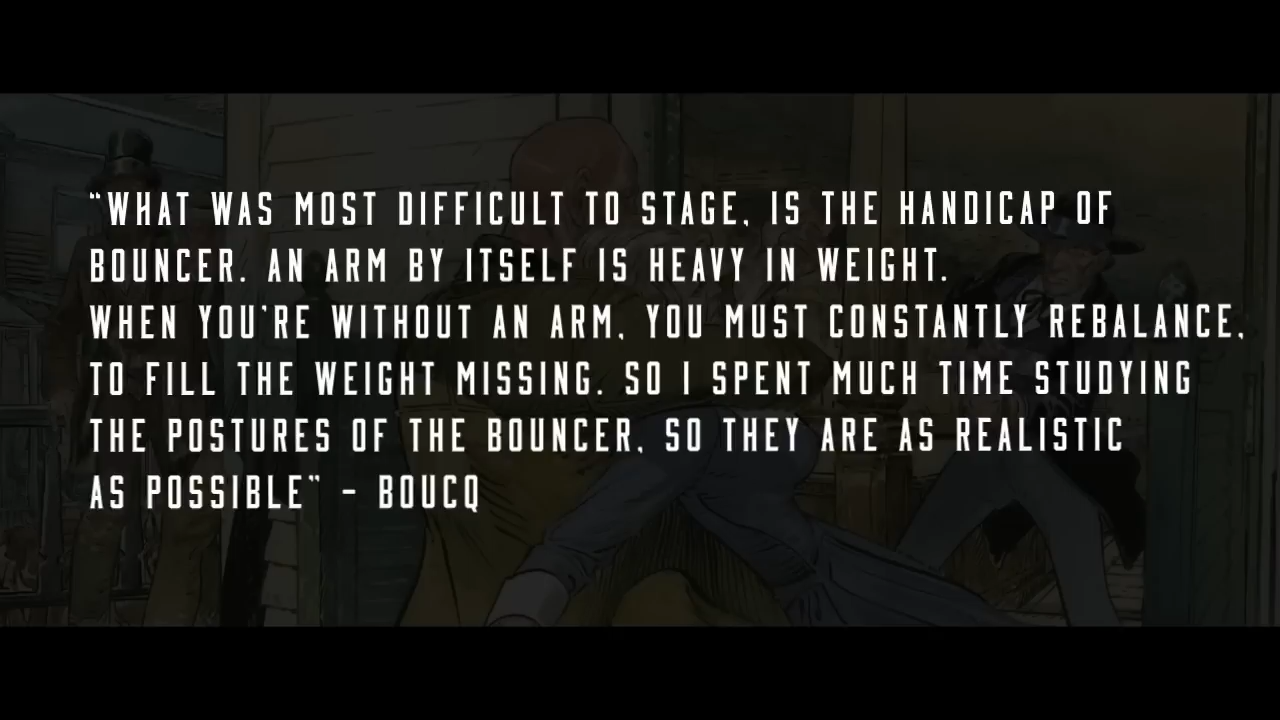 “WHAT WAS MOST DIFFICULT TO STAGE, IS THE HANDICAP OF
BOUNCER. AN ARM BY ITSELF IS HEAVY IN WEIGHT.
WHEN YOU'RE WITHOUT AN ARM, YOU MUST CONSTANTLY REBALANCE,
TO FILL THE WEIGHT MISSING. SO I SPENT MUCH TIME STUDYING
THE POSTURES OF THE BOUNCER, SO THEY ARE AS REALISTIC
AS POSSIBLE” - BOUCQ